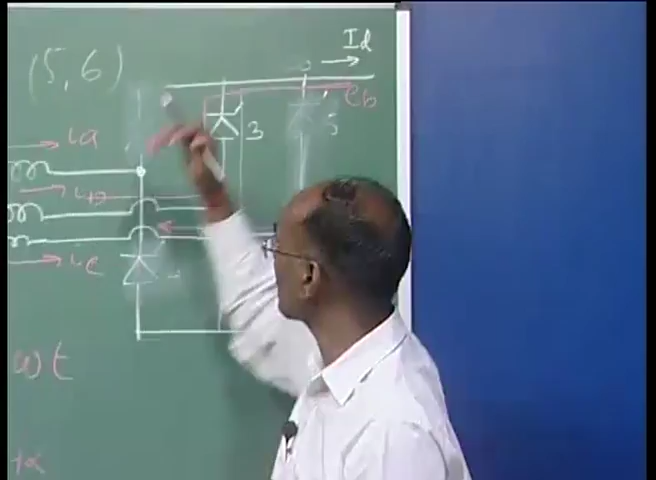 (5,6)
Id
eb
3
5
ia
ib
ic
ωt
+α